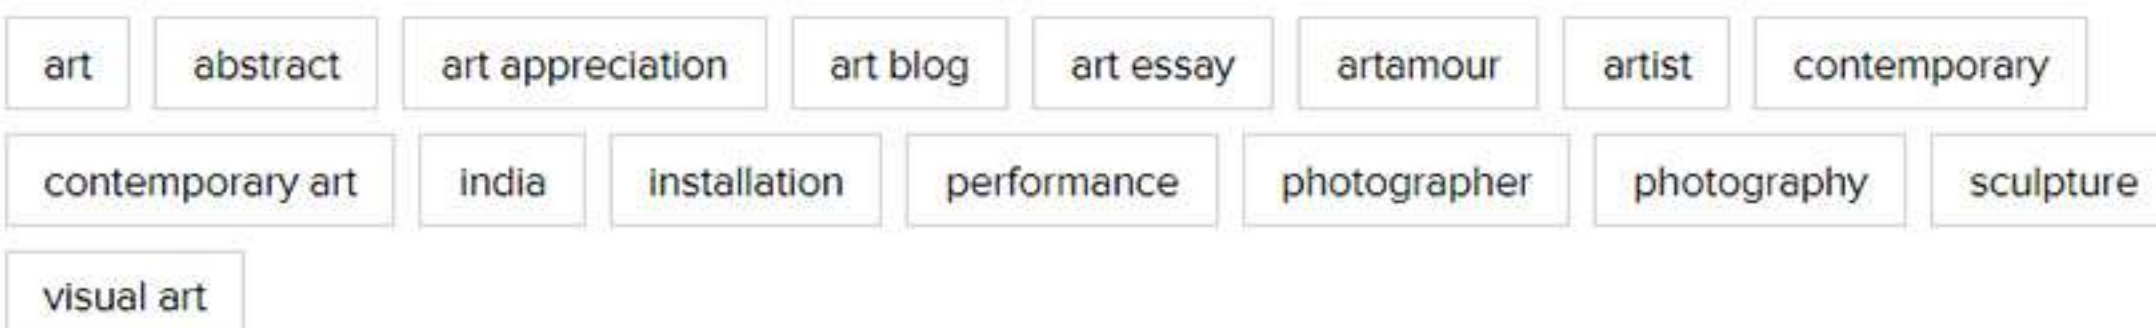 art abstract art appreciation art blog art essay artamour artist contemporary
contemporary art india installation performance photographer photography sculpture
visual art